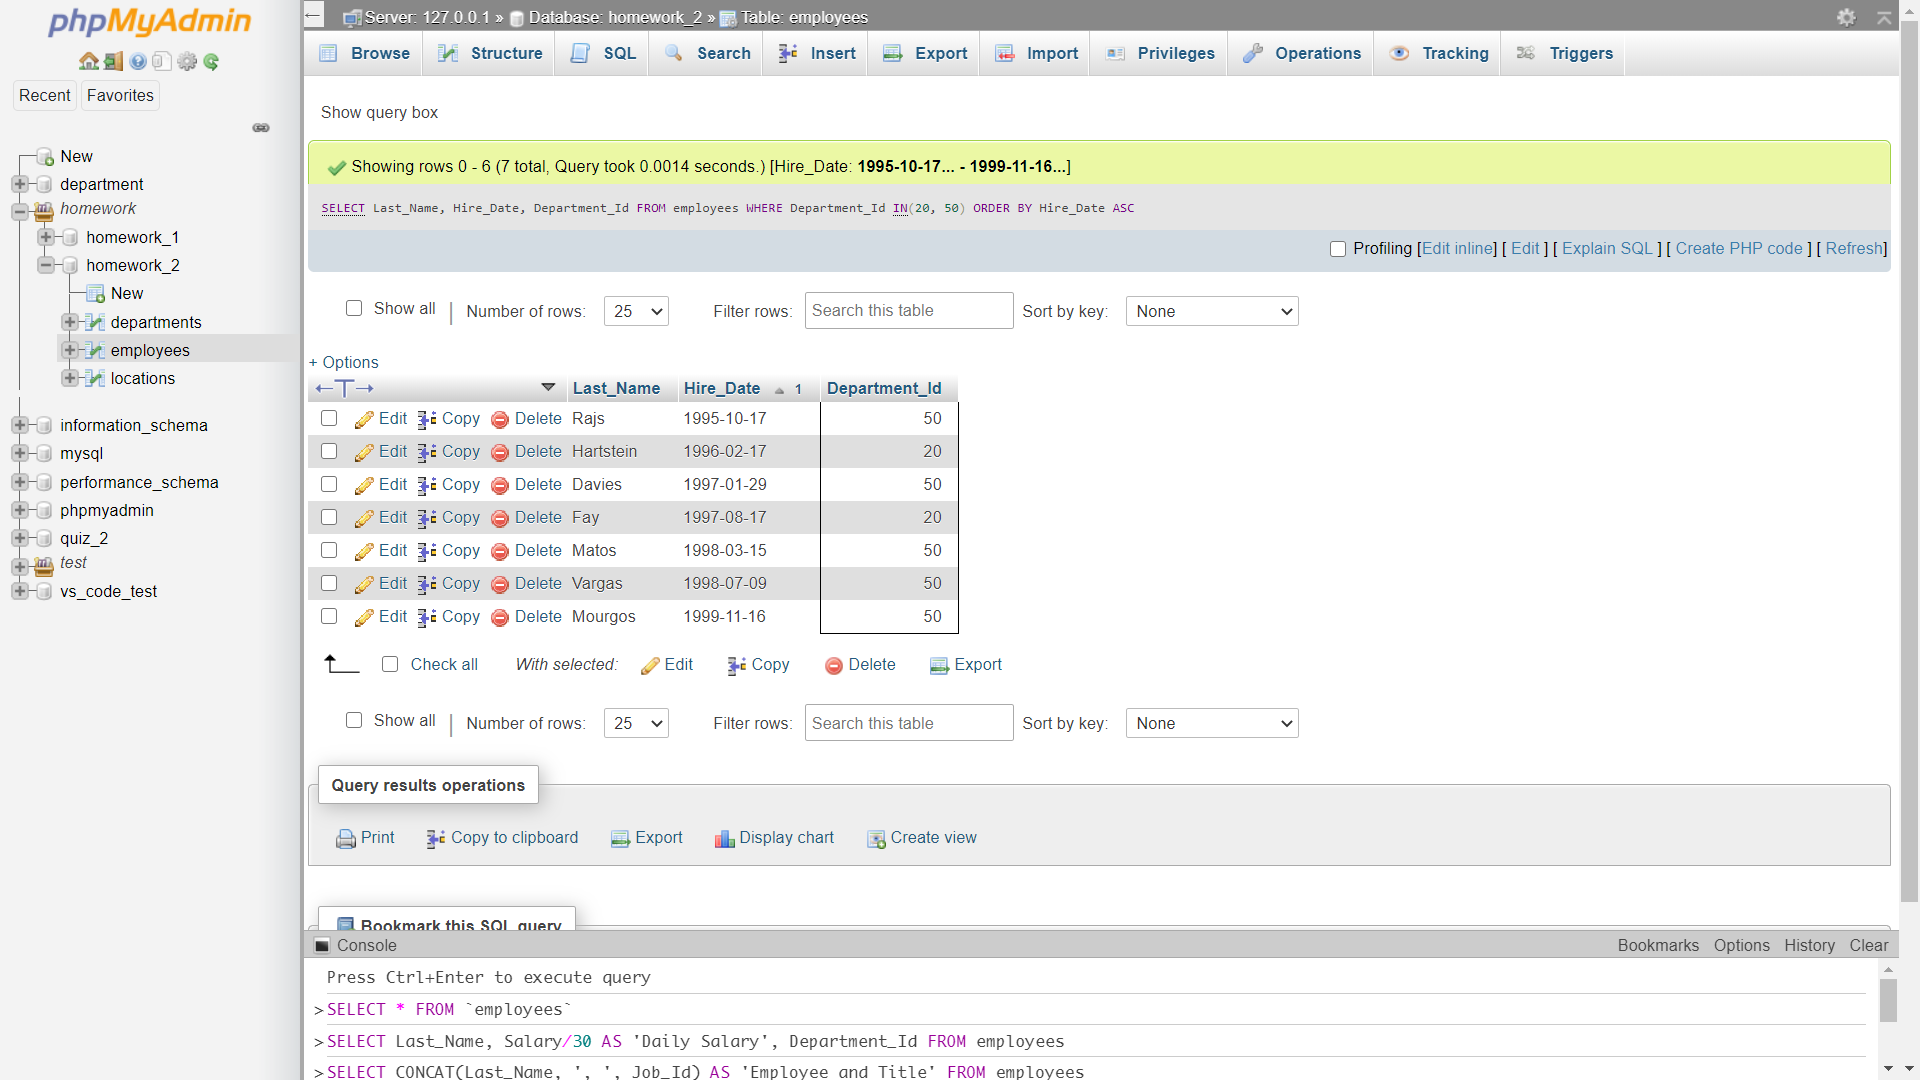 phpMyAdmin
Recent Favorites
New
department
homework
homework_1
homework_2
New
departments
employees
locations
information_schema
mysql
performance_schema
phpmyadmin
quiz_2
test
vs_code_test
Server: 127.0.0.1 » Database: homework_2 » Table: employees
Browse Structure SQL Search Insert Export Import Privileges Operations Tracking Triggers
Show query box
Showing rows 0 - 6 (7 total, Query took 0.0014 seconds.) [Hire_Date: 1995-10-17... - 1999-11-16...]
SELECT Last_Name, Hire_Date, Department_Id FROM employees WHERE Department_Id IN(20, 50) ORDER BY Hire_Date ASC
Profiling [Edit inline] [ Edit ] [ Explain SQL ] [ Create PHP code ] [ Refresh]
Show all | Number of rows: 25 Filter rows: Search this table Sort by key: None
+ Options
←T→ Last_Name Hire_Date 1 Department_Id
Edit Copy Delete Rajs 1995-10-17 50
Edit Copy Delete Hartstein 1996-02-17 20
Edit Copy Delete Davies 1997-01-29 50
Edit Copy Delete Fay 1997-08-17 20
Edit Copy Delete Matos 1998-03-15 50
Edit Copy Delete Vargas 1998-07-09 50
Edit Copy Delete Mourgos 1999-11-16 50
Check all With selected: Edit Copy Delete Export
Show all | Number of rows: 25 Filter rows: Search this table Sort by key: None
Query results operations
Print Copy to clipboard Export Display chart Create view
Bookmark this SQL query
Console Bookmarks Options History Clear
Press Ctrl+Enter to execute query
>SELECT * FROM `employees`
>SELECT Last_Name, Salary/30 AS 'Daily Salary', Department_Id FROM employees
>SELECT CONCAT(Last_Name, ', ', Job_Id) AS 'Employee and Title' FROM employees